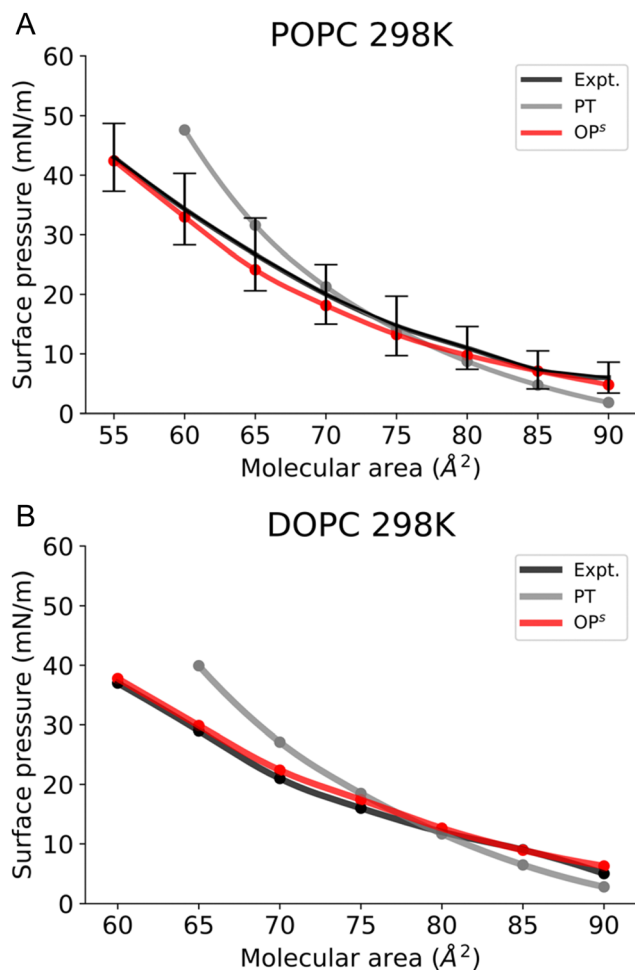 A
POPC 298K
Surface pressure (mN/m)
60
50
40
30
20
10
0
Expt.
PT
OPˢ
55 60 65 70 75 80 85 90
Molecular area (Å²)
B
DOPC 298K
Surface pressure (mN/m)
60
50
40
30
20
10
0
Expt.
PT
OPˢ
60 65 70 75 80 85 90
Molecular area (Å²)